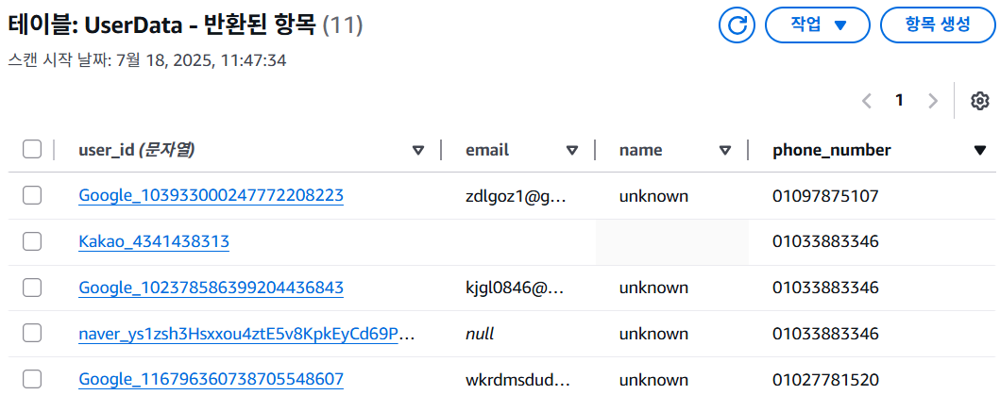 테이블: UserData - 반환된 항목 (11)
작업
항목 생성
스캔 시작 날짜: 7월 18, 2025, 11:47:34
1
user_id (문자열) email name phone_number
Google_103933000247772208223 zdlgoz1@g... unknown 01097875107
Kakao_4341438313 01033883346
Google_102378586399204436843 kjgl0846@... unknown 01033883346
naver_ys1zsh3Hsxxou4ztE5v8KpkEyCd69P... null unknown 01033883346
Google_116796360738705548607 wkrdmsdud... unknown 01027781520